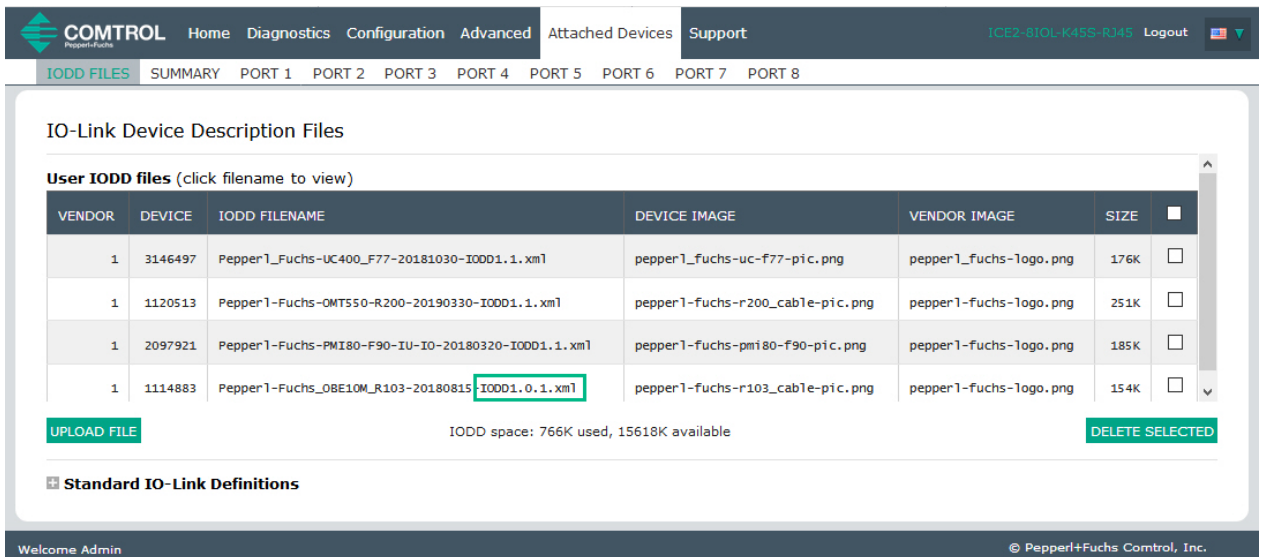 COMTROL Home Diagnostics Configuration Advanced Attached Devices Support ICE2-8IOL-K45S-RJ45 Logout
Pepperl+Fuchs
IODD FILES SUMMARY PORT 1 PORT 2 PORT 3 PORT 4 PORT 5 PORT 6 PORT 7 PORT 8
IO-Link Device Description Files
User IODD files (click filename to view)
VENDOR DEVICE IODD FILENAME DEVICE IMAGE VENDOR IMAGE SIZE
1 3146497 Pepperl_Fuchs-UC400_F77-20181030-IODD1.1.xml pepperl_fuchs-uc-f77-pic.png pepperl_fuchs-logo.png 176K
1 1120513 Pepperl-Fuchs-OMT550-R200-20190330-IODD1.1.xml pepperl-fuchs-r200_cable-pic.png pepperl-fuchs-logo.png 251K
1 2097921 Pepperl-Fuchs-PMI80-F90-IU-IO-20180320-IODD1.1.xml pepperl-fuchs-pmi80-f90-pic.png pepperl-fuchs-logo.png 185K
1 1114883 Pepperl-Fuchs_OBE10M_R103-20180815-IODD1.0.1.xml pepperl-fuchs-r103_cable-pic.png pepperl-fuchs-logo.png 154K
UPLOAD FILE IODD space: 766K used, 15618K available DELETE SELECTED
Standard IO-Link Definitions
Welcome Admin © Pepperl+Fuchs Comtrol, Inc.